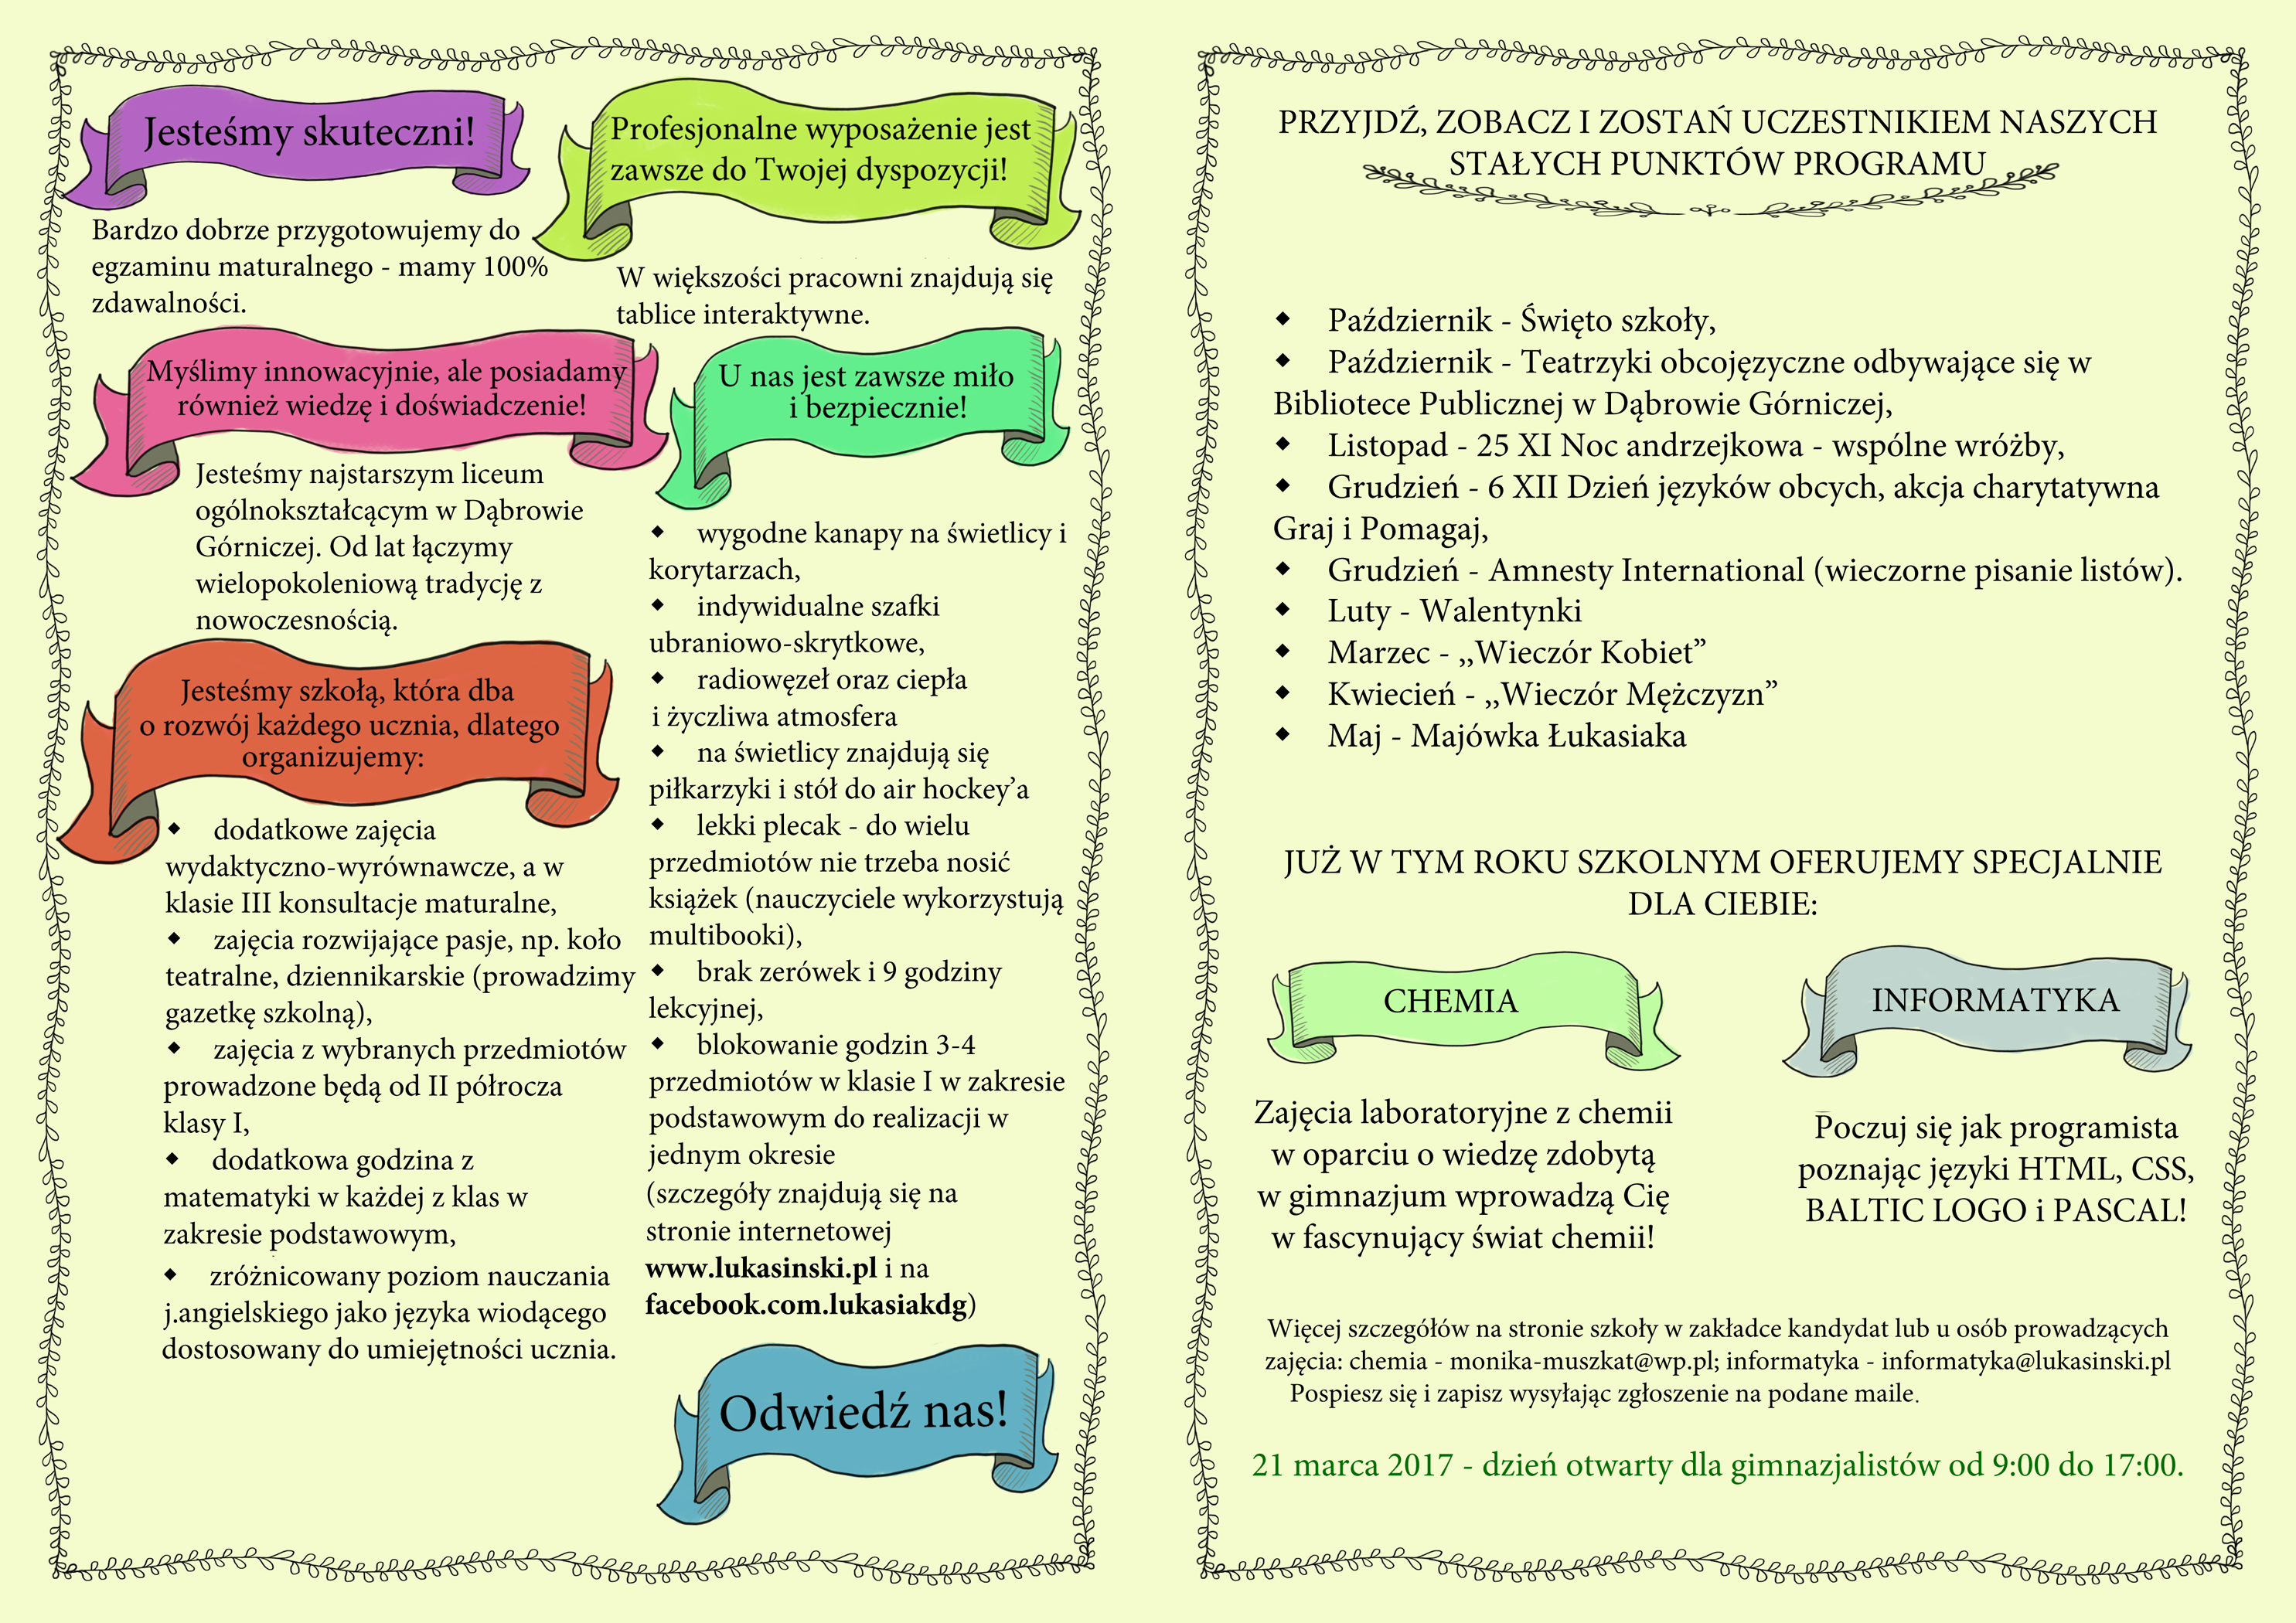 Jesteśmy skuteczni!
Bardzo dobrze przygotowujemy do
egzaminu maturalnego - mamy 100%
zdawalności.
Myślimy innowacyjnie, ale posiadamy
również wiedzę i doświadczenie!
Jesteśmy najstarszym liceum
ogólnokształcącym w Dąbrowie
Górniczej. Od lat łączymy
wielopokoleniową tradycję z
nowoczesnością.
Jesteśmy szkołą, która dba
o rozwój każdego ucznia, dlatego
organizujemy:
◆ dodatkowe zajęcia
wydaktyczno-wyrównawcze, a w
klasie III konsultacje maturalne,
◆ zajęcia rozwijające pasje, np. koło
teatralne, dziennikarskie (prowadzimy
gazetkę szkolną),
◆ zajęcia z wybranych przedmiotów
prowadzone będą od II półrocza
klasy I,
◆ dodatkowa godzina z
matematyki w każdej z klas w
zakresie podstawowym,
◆ zróżnicowany poziom nauczania
j.angielskiego jako języka wiodącego
dostosowany do umiejętności ucznia.
Profesjonalne wyposażenie jest
zawsze do Twojej dyspozycji!
W większości pracowni znajdują się
tablice interaktywne.
U nas jest zawsze miło
i bezpiecznie!
◆ wygodne kanapy na świetlicy i
korytarzach,
◆ indywidualne szafki
ubraniowo-skrytkowe,
◆ radiowęzeł oraz ciepła
i życzliwa atmosfera
◆ na świetlicy znajdują się
piłkarzyki i stół do air hockey’a
◆ lekki plecak - do wielu
przedmiotów nie trzeba nosić
książek (nauczyciele wykorzystują
multibooki),
◆ brak zerówek i 9 godziny
lekcyjnej,
◆ blokowanie godzin 3-4
przedmiotów w klasie I w zakresie
podstawowym do realizacji w
jednym okresie
(szczegóły znajdują się na
stronie internetowej
www.lukasinski.pl i na
facebook.com.lukasiakdg)
Odwiedź nas!
PRZYJDŹ, ZOBACZ I ZOSTAŃ UCZESTNIKIEM NASZYCH
STAŁYCH PUNKTÓW PROGRAMU
◆ Październik - Święto szkoły,
◆ Październik - Teatrzyki obcojęzyczne odbywające się w
Bibliotece Publicznej w Dąbrowie Górniczej,
◆ Listopad - 25 XI Noc andrzejkowa - wspólne wróżby,
◆ Grudzień - 6 XII Dzień języków obcych, akcja charytatywna
Graj i Pomagaj,
◆ Grudzień - Amnesty International (wieczorne pisanie listów).
◆ Luty - Walentynki
◆ Marzec - ,,Wieczór Kobiet”
◆ Kwiecień - ,,Wieczór Mężczyzn”
◆ Maj - Majówka Łukasiaka
JUŻ W TYM ROKU SZKOLNYM OFERUJEMY SPECJALNIE
DLA CIEBIE:
CHEMIA
Zajęcia laboratoryjne z chemii
w oparciu o wiedzę zdobytą
w gimnazjum wprowadzą Cię
w fascynujący świat chemii!
INFORMATYKA
Poczuj się jak programista
poznając języki HTML, CSS,
BALTIC LOGO i PASCAL!
Więcej szczegółów na stronie szkoły w zakładce kandydat lub u osób prowadzących
zajęcia: chemia - monika-muszkat@wp.pl; informatyka - informatyka@lukasinski.pl
Pospiesz się i zapisz wysyłając zgłoszenie na podane maile.
21 marca 2017 - dzień otwarty dla gimnazjalistów od 9:00 do 17:00.